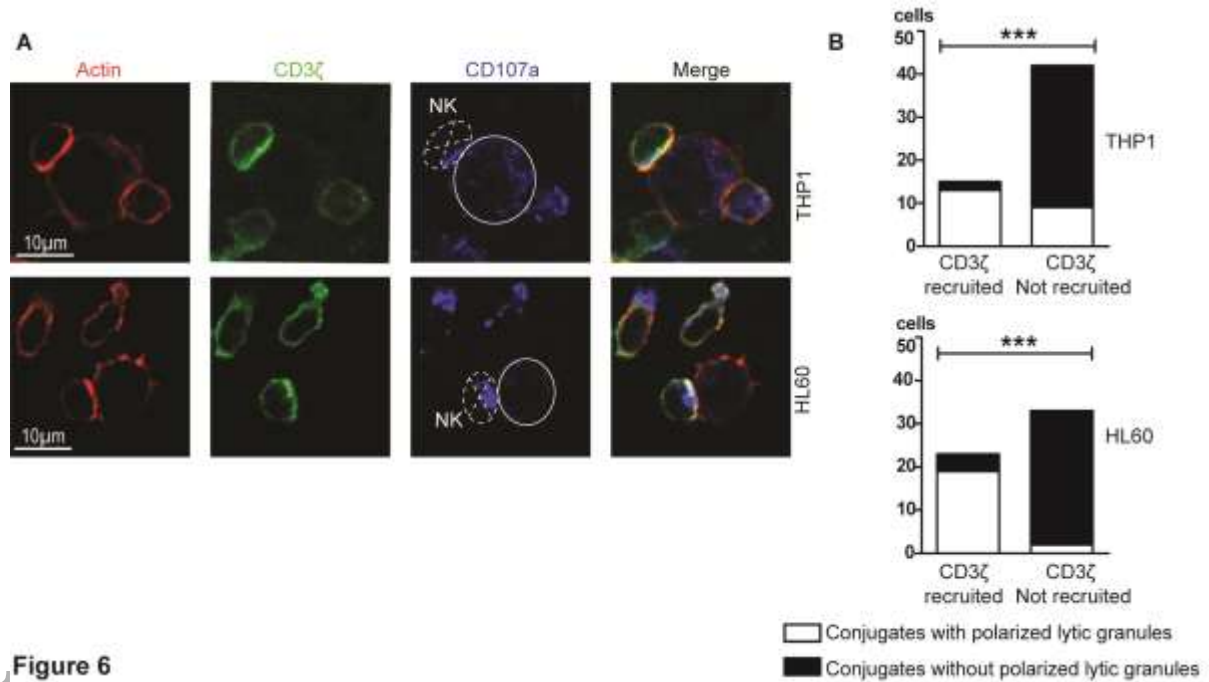 A
Actin
CD3ζ
CD107a
Merge
NK
10µm
THP1
NK
10µm
HL60
B
cells
50
40
30
20
10
0
***
THP1
CD3ζ
recruited
CD3ζ
Not recruited
cells
50
40
30
20
10
0
***
HL60
CD3ζ
recruited
CD3ζ
Not recruited
Conjugates with polarized lytic granules
Conjugates without polarized lytic granules
Figure 6